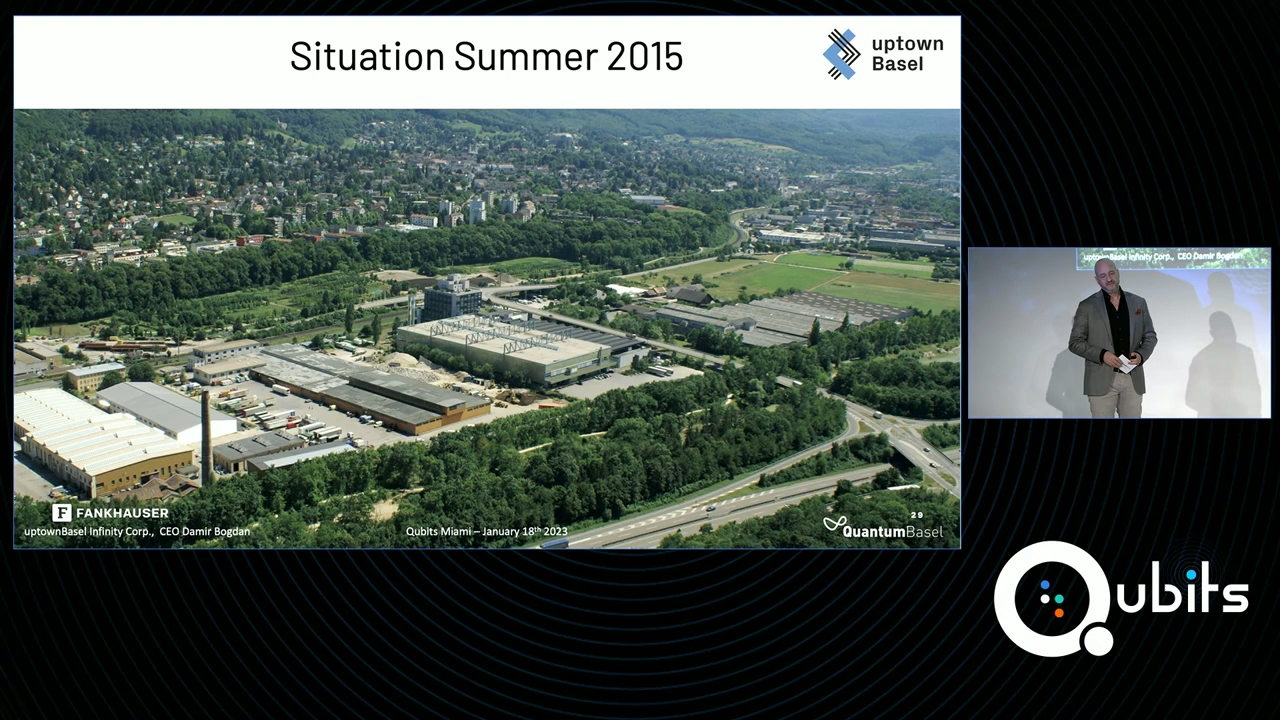 Situation Summer 2015
uptown
Basel
F FANKHAUSER
uptownBasel Infinity Corp., CEO Damir Bogdan
Qubits Miami – January 18th 2023
29
QuantumBasel
uptownBasel Infinity Corp., CEO Damir Bogdan
Qubits